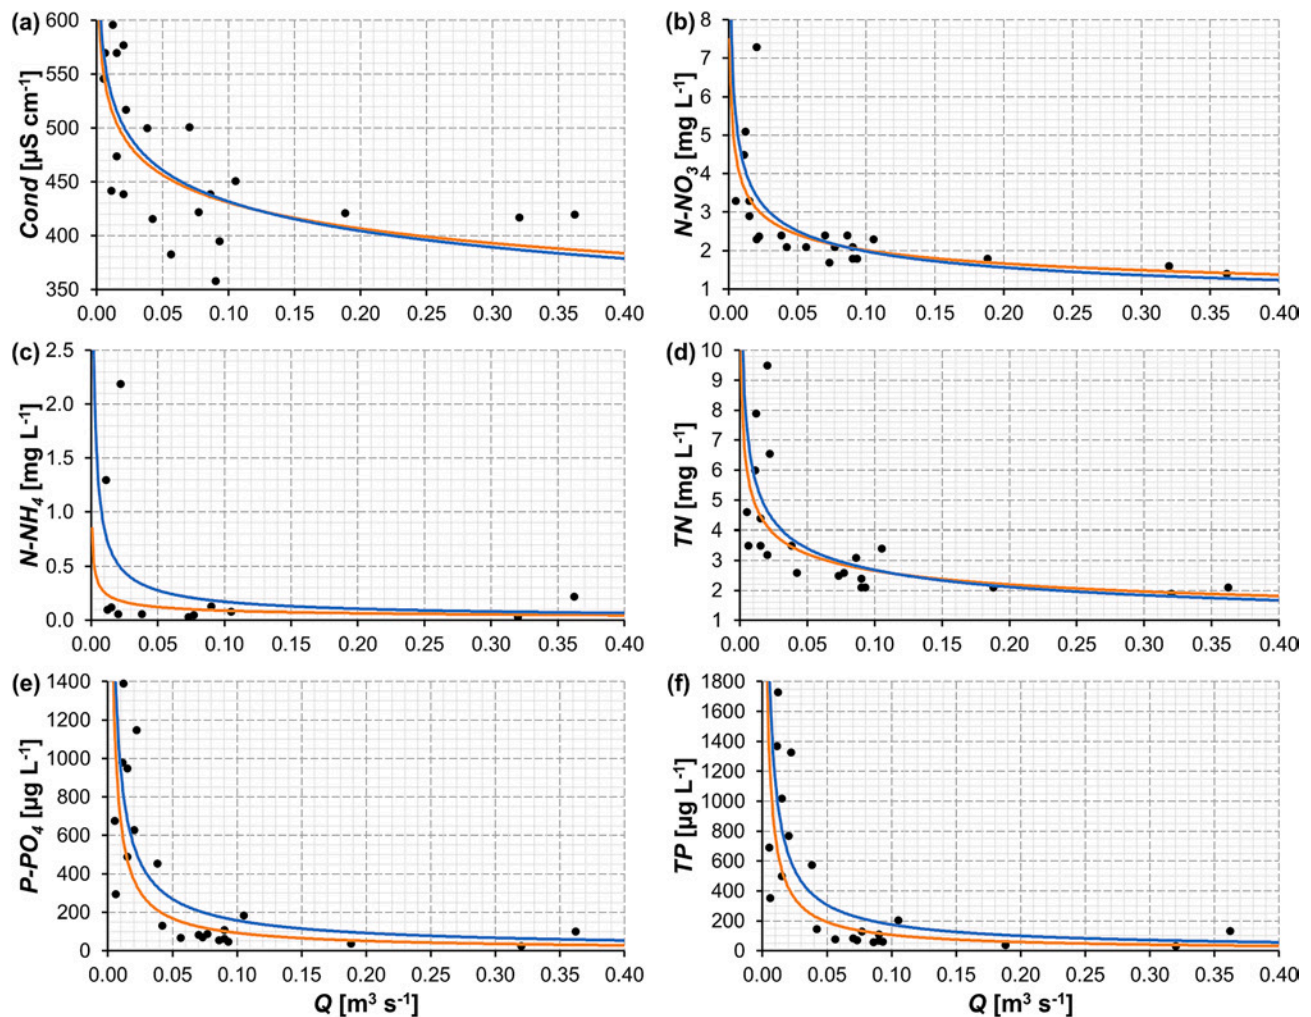 (a)
Cond [µS cm⁻¹]
600
550
500
450
400
350
0.00 0.05 0.10 0.15 0.20 0.25 0.30 0.35 0.40
(b)
N-NO₃ [mg L⁻¹]
8
7
6
5
4
3
2
1
0.00 0.05 0.10 0.15 0.20 0.25 0.30 0.35 0.40
(c)
N-NH₄ [mg L⁻¹]
2.5
2.0
1.5
1.0
0.5
0.0
0.00 0.05 0.10 0.15 0.20 0.25 0.30 0.35 0.40
(d)
TN [mg L⁻¹]
10
9
8
7
6
5
4
3
2
1
0.00 0.05 0.10 0.15 0.20 0.25 0.30 0.35 0.40
(e)
P-PO₄ [µg L⁻¹]
1400
1200
1000
800
600
400
200
0
0.00 0.05 0.10 0.15 0.20 0.25 0.30 0.35 0.40
Q [m³ s⁻¹]
(f)
TP [µg L⁻¹]
1800
1600
1400
1200
1000
800
600
400
200
0
0.00 0.05 0.10 0.15 0.20 0.25 0.30 0.35 0.40
Q [m³ s⁻¹]